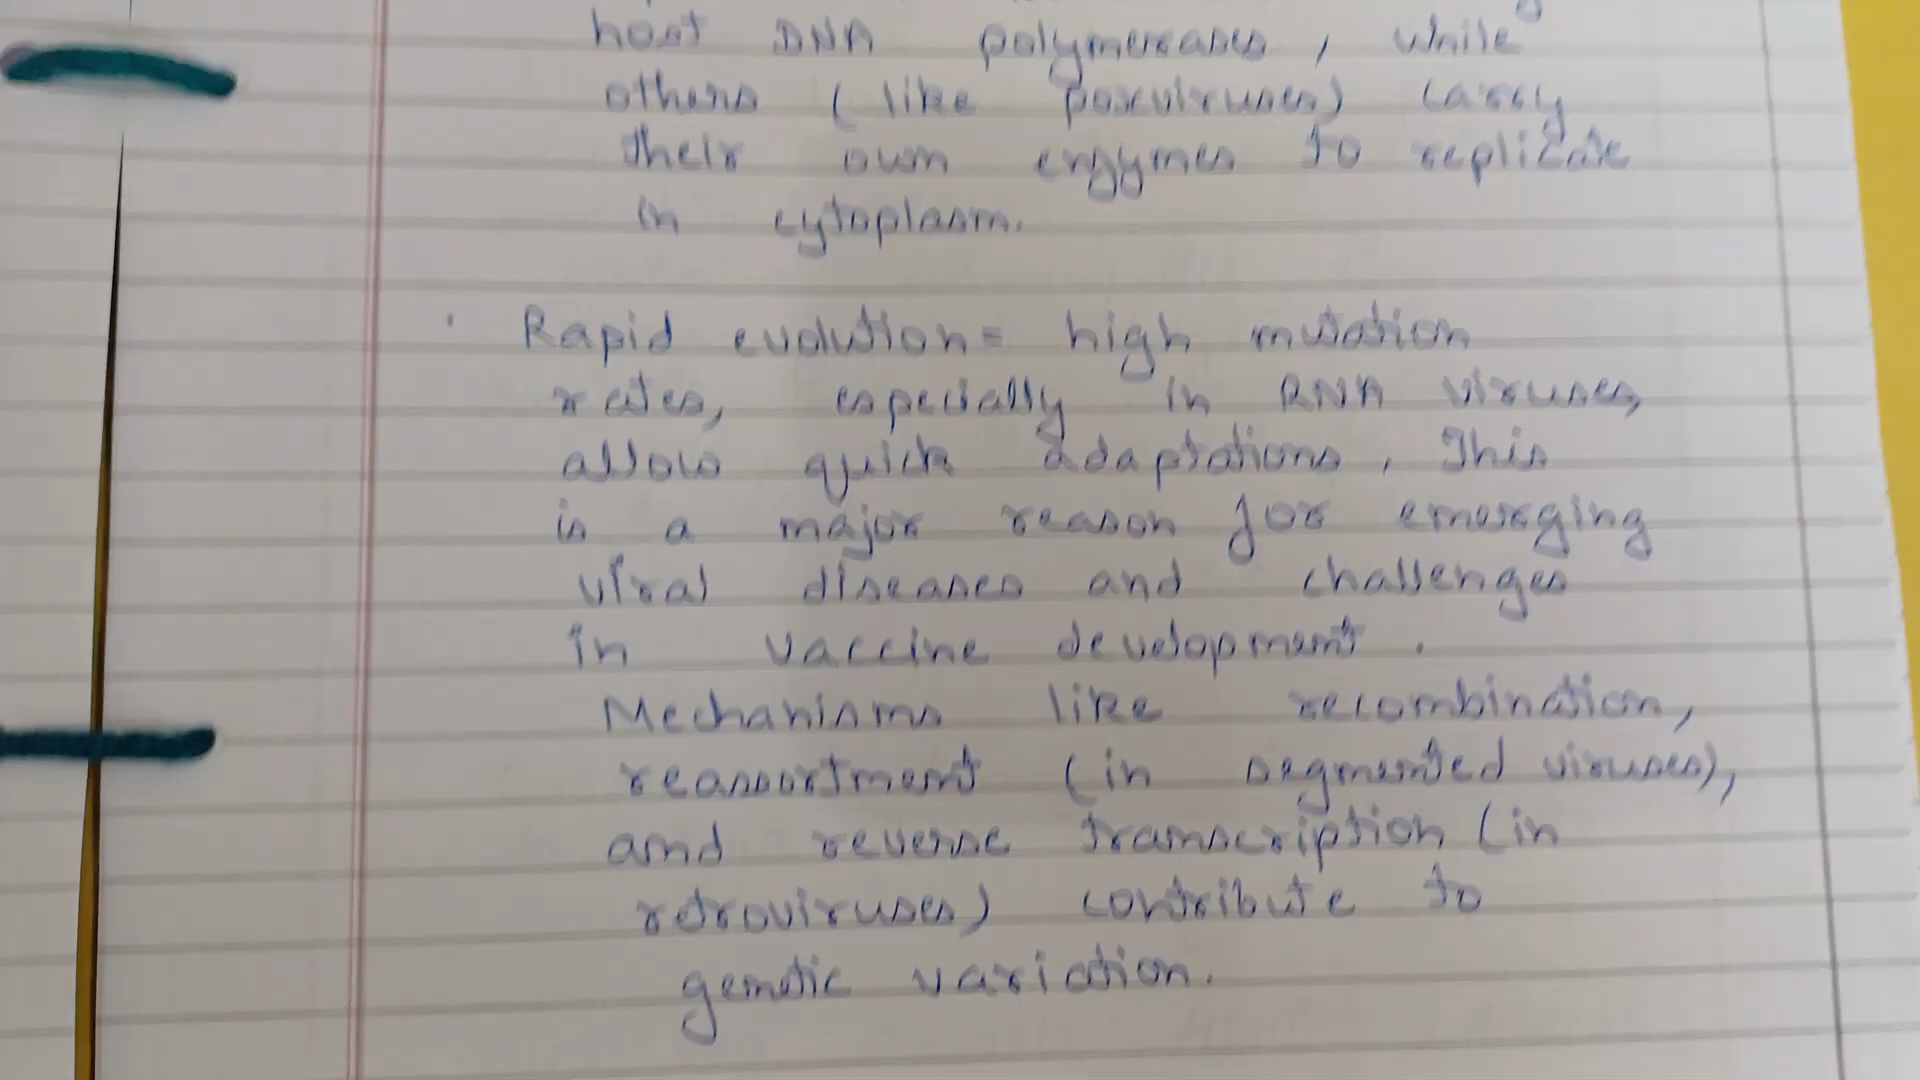 host DNA polymerases, while
others (like poxviruses) carry
their own enzymes to replicate
in cytoplasm.
· Rapid evolution= high mutation
rates, especially in RNA viruses,
allow quick adaptations. This
is a major reason for emerging
viral diseases and challenges
in vaccine development.
Mechanisms like recombination,
reassortment (in segmented viruses),
amd reverse transcription (in
retroviruses) contribute to
genetic variation.